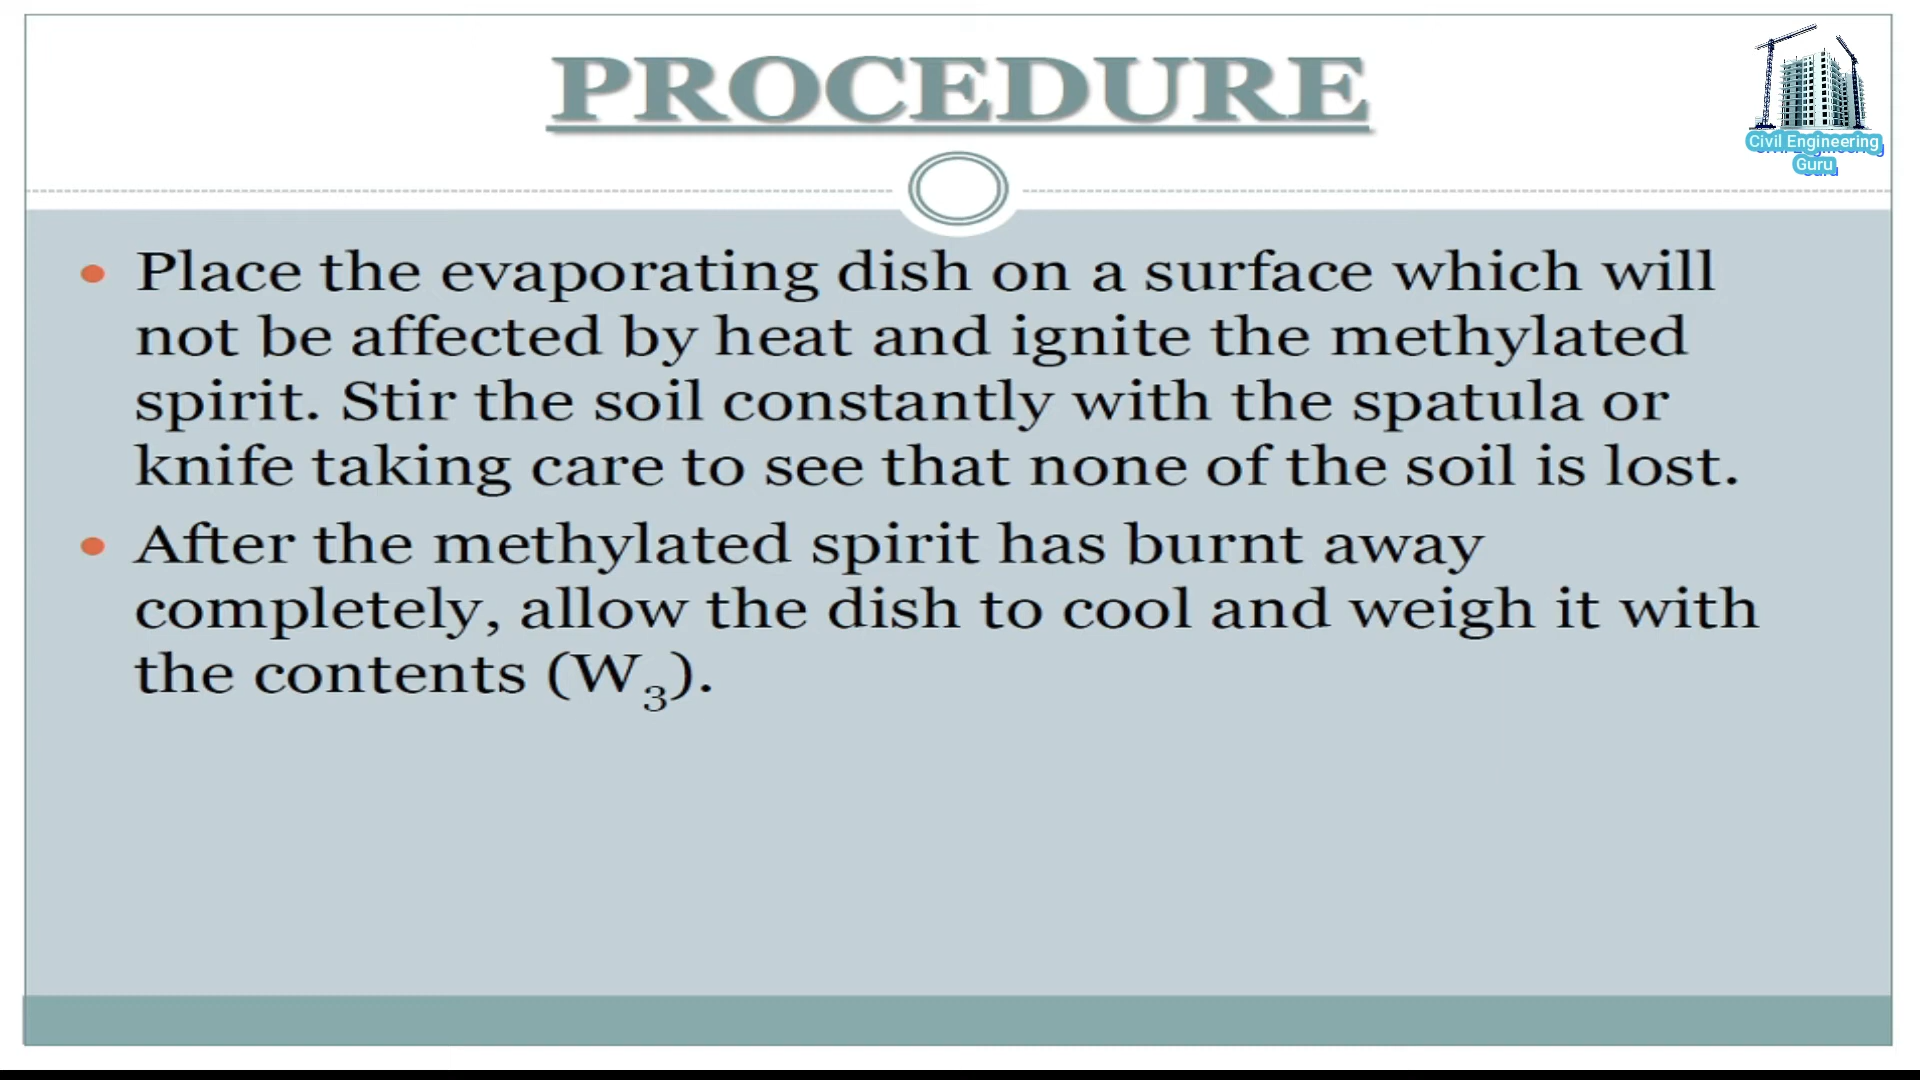 PROCEDURE
Civil Engineering
Guru
• Place the evaporating dish on a surface which will
not be affected by heat and ignite the methylated
spirit. Stir the soil constantly with the spatula or
knife taking care to see that none of the soil is lost.
• After the methylated spirit has burnt away
completely, allow the dish to cool and weigh it with
the contents (W₃).